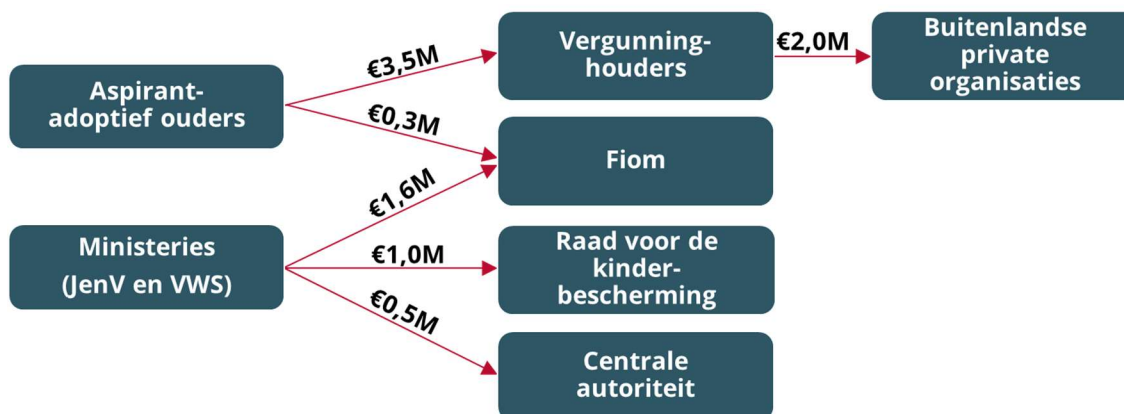 Aspirant-
adoptief ouders
€3,5M
€0,3M
Vergunning-
houders
€2,0M
Buitenlandse
private
organisaties
Fiom
Ministeries
(JenV en VWS)
€1,6M
€1,0M
€0,5M
Raad voor de
kinder-
bescherming
Centrale
autoriteit